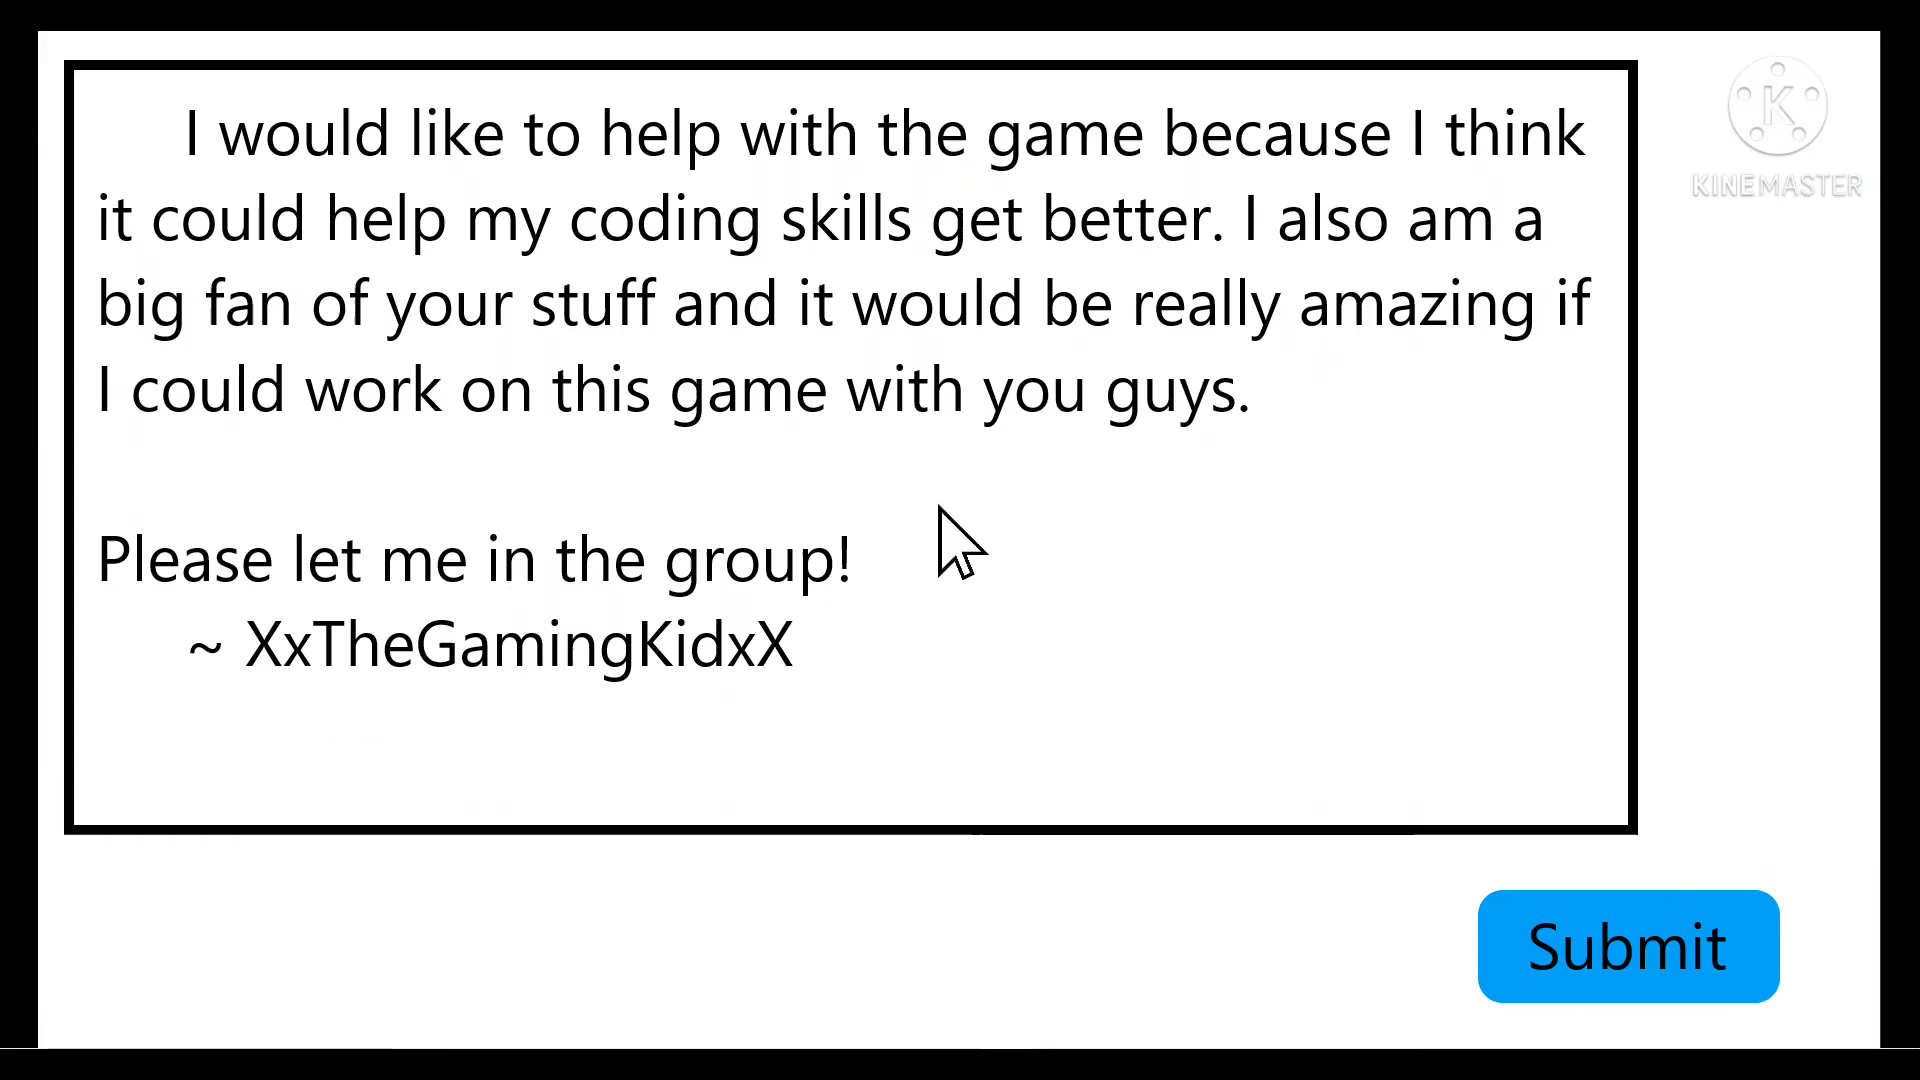 I would like to help with the game because I think
it could help my coding skills get better. I also am a
big fan of your stuff and it would be really amazing if
I could work on this game with you guys.
Please let me in the group!
~ XxTheGamingKidxX
K
KINEMASTER
Submit